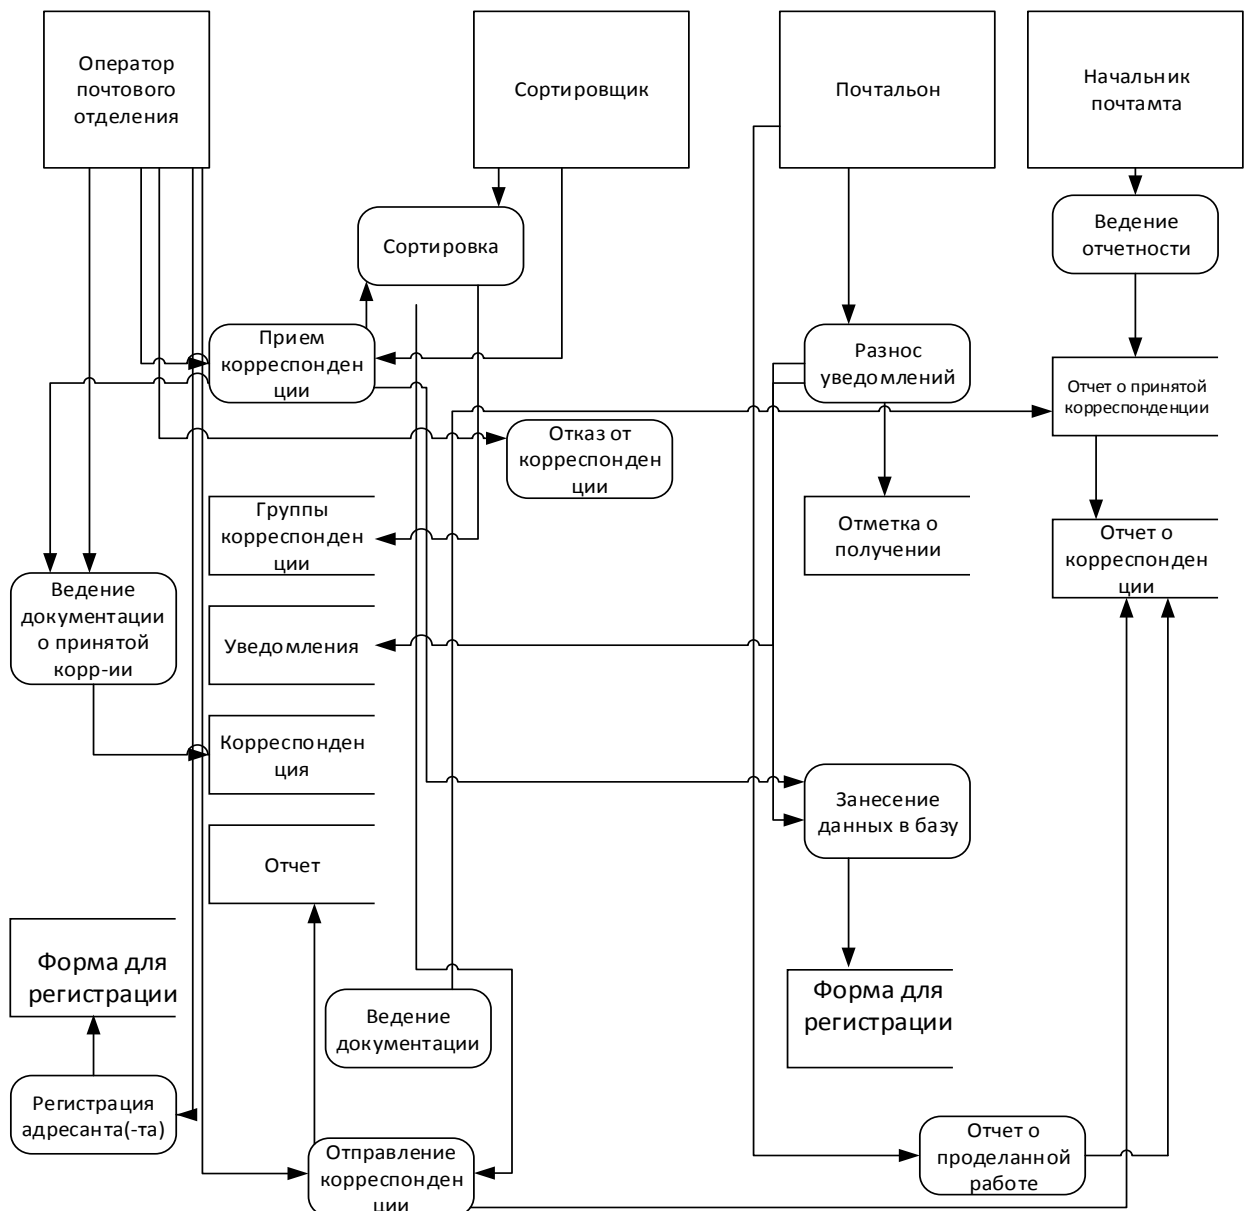 Оператор
почтового
отделения
Сортировщик
Почтальон
Начальник
почтамта
Сортировка
Ведение
отчетности
Прием
корреспонден
ции
Разнос
уведомлений
Отчет о принятой
корреспонденции
Отказ от
корреспонден
ции
Группы
корреспонден
ции
Отметка о
получении
Отчет о
корреспонден
ции
Ведение
документации
о принятой
корр-ии
Уведомления
Корреспонден
ция
Занесение
данных в базу
Отчет
Форма для
регистрации
Ведение
документации
Форма для
регистрации
Регистрация
адресанта(-та)
Отправление
корреспонден
ции
Отчет о
проделанной
работе